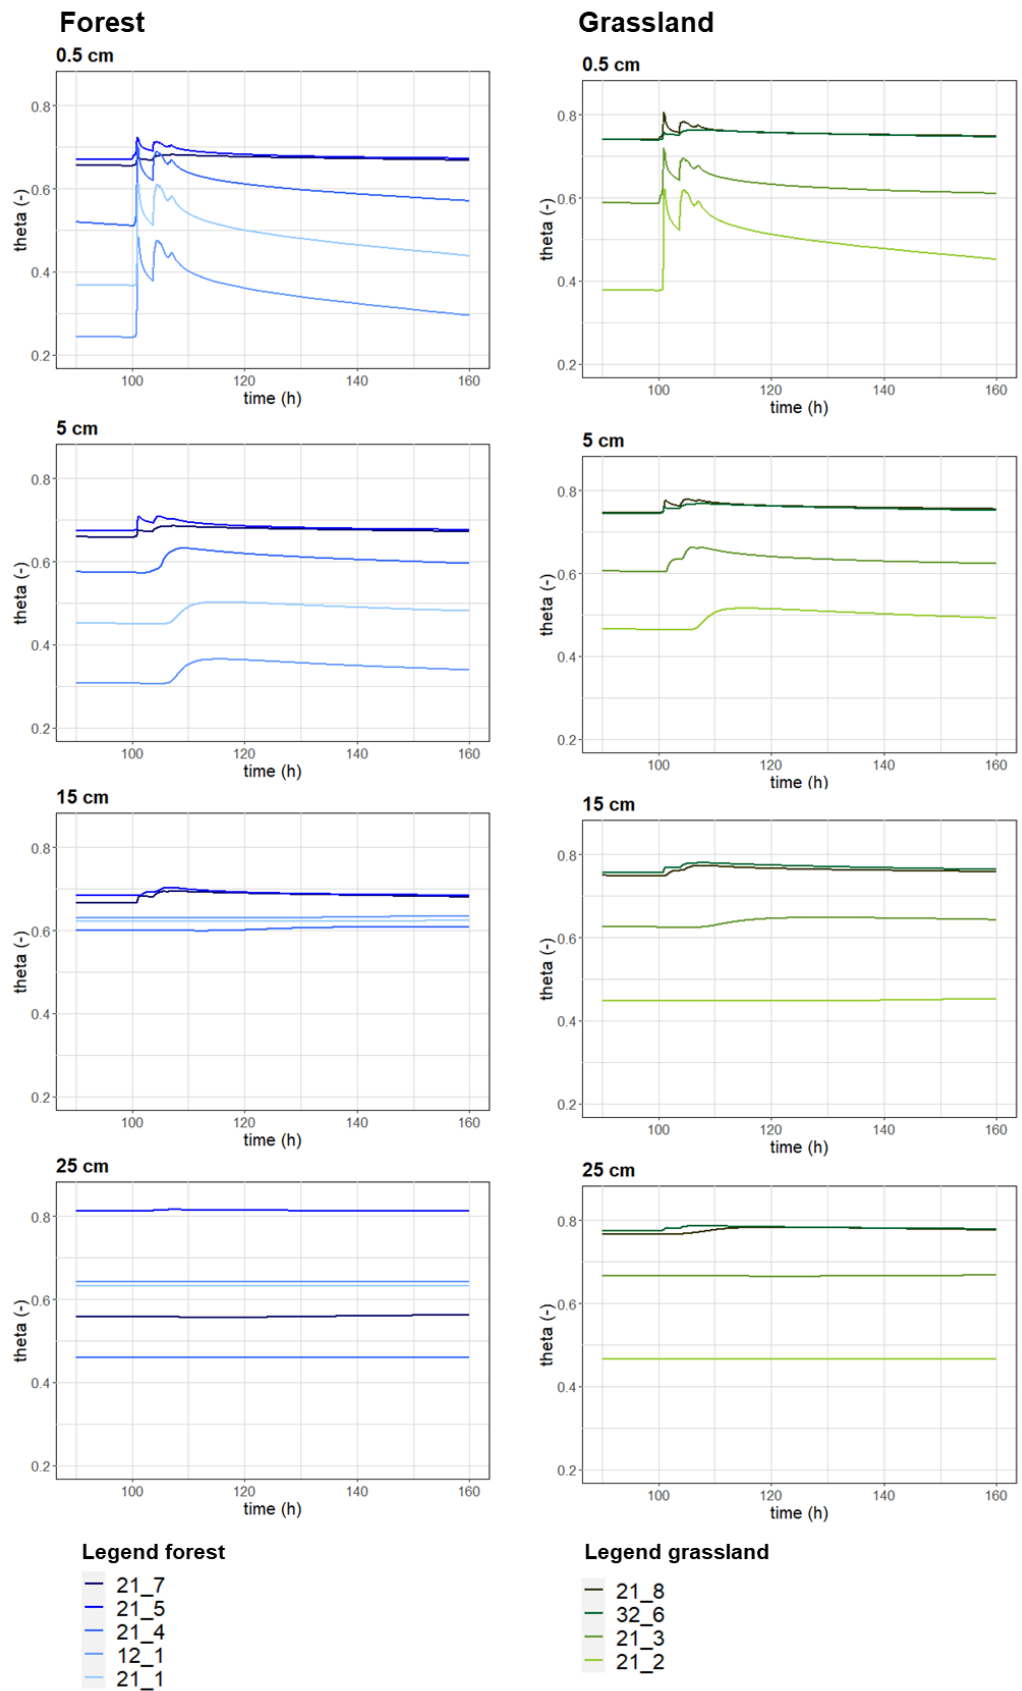 Forest
0.5 cm
0.8
0.6
0.4
0.2
theta (-)
100 120 140 160
time (h)
5 cm
0.8
0.6
0.4
0.2
theta (-)
100 120 140 160
time (h)
15 cm
0.8
0.6
0.4
0.2
theta (-)
100 120 140 160
time (h)
25 cm
0.8
0.6
0.4
0.2
theta (-)
100 120 140 160
time (h)
Legend forest
21_7
21_5
21_4
12_1
21_1
Grassland
0.5 cm
0.8
0.6
0.4
0.2
theta (-)
100 120 140 160
time (h)
5 cm
0.8
0.6
0.4
0.2
theta (-)
100 120 140 160
time (h)
15 cm
0.8
0.6
0.4
0.2
theta (-)
100 120 140 160
time (h)
25 cm
0.8
0.6
0.4
0.2
theta (-)
100 120 140 160
time (h)
Legend grassland
21_8
32_6
21_3
21_2